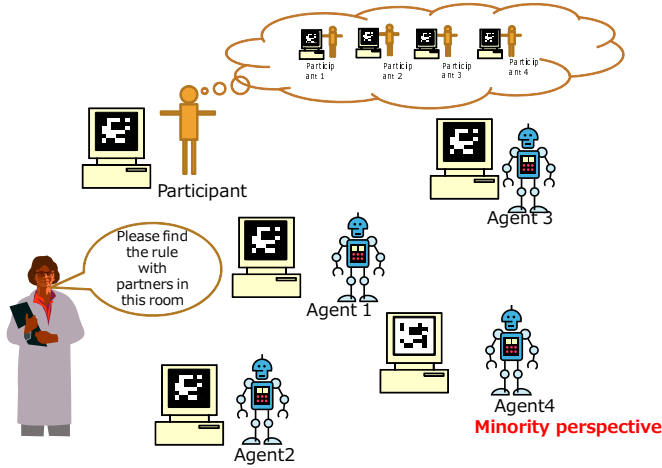 Particip Particip Particip Particip
ant 1 ant 2 ant 3 ant 4
Participant
Agent 3
Please find
the rule
with
partners in
this room
Agent 1
Agent4
Minority perspective
Agent2